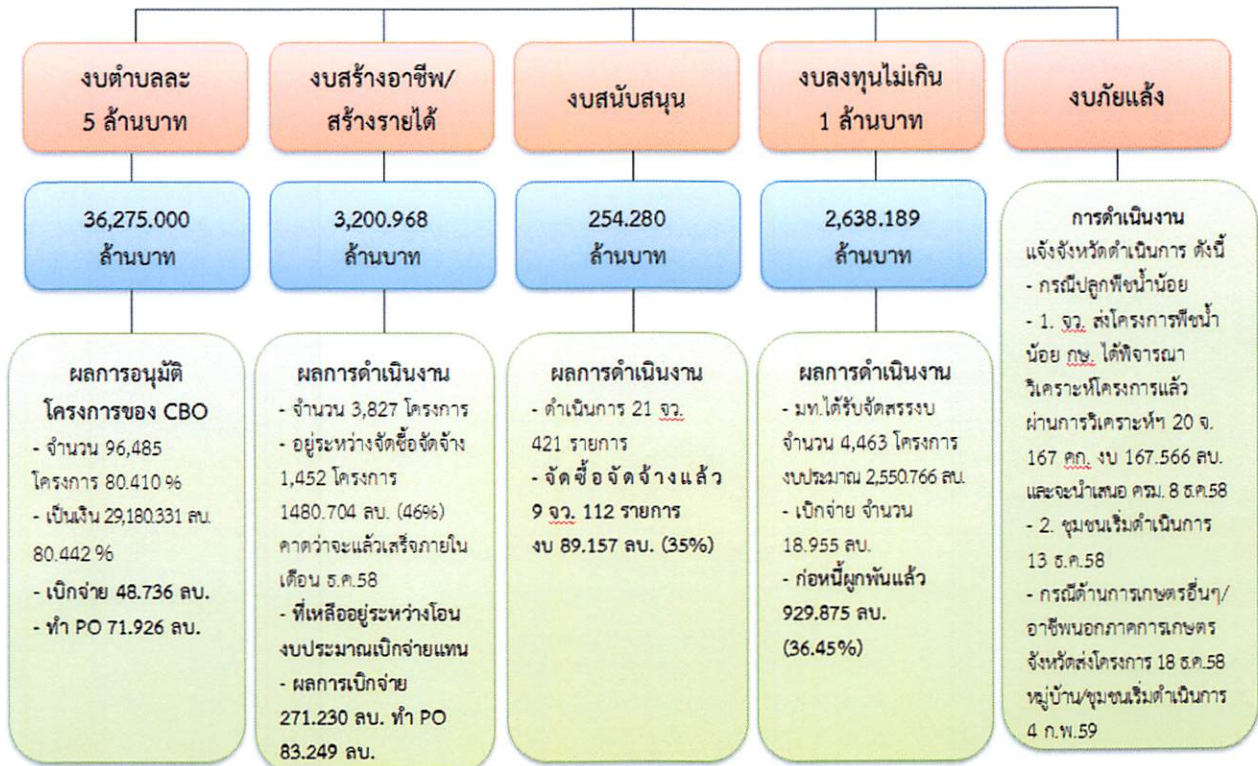 งบตำบลละ
5 ล้านบาท
36,275.000
ล้านบาท
ผลการอนุมัติ
โครงการของ CBO
- จำนวน 96,485
โครงการ 80.410 %
- เป็นเงิน 29,180.331 ลบ.
80.442 %
- เบิกจ่าย 48.736 ลบ.
- ทำ PO 71.926 ลบ.
งบสร้างอาชีพ/
สร้างรายได้
3,200.968
ล้านบาท
ผลการดำเนินงาน
- จำนวน 3,827 โครงการ
- อยู่ระหว่างจัดซื้อจัดจ้าง
1,452 โครงการ
1480.704 ลบ. (46%)
คาดว่าจะแล้วเสร็จภายใน
เดือน ธ.ค.58
- ที่เหลืออยู่ระหว่างโอน
งบประมาณเบิกจ่ายแทน
- ผลการเบิกจ่าย
271.230 ลบ. ทำ PO
83.249 ลบ.
งบสนับสนุน
254.280
ล้านบาท
ผลการดำเนินงาน
- ดำเนินการ 21 จว.
421 รายการ
- จัดซื้อจัดจ้างแล้ว
9 จว. 112 รายการ
งบ 89.157 ลบ. (35%)
งบลงทุนไม่เกิน
1 ล้านบาท
2,638.189
ล้านบาท
ผลการดำเนินงาน
- มท.ได้รับจัดสรรงบ
จำนวน 4,463 โครงการ
งบประมาณ 2,550.766 ลบ.
- เบิกจ่าย จำนวน
18.955 ลบ.
- ก่อหนี้ผูกพันแล้ว
929.875 ลบ.
(36.45%)
งบภัยแล้ง
การดำเนินงาน
แจ้งจังหวัดดำเนินการ ดังนี้
- กรณีปลูกพืชน้ำน้อย
- 1. จว. ส่งโครงการพืชน้ำ
น้อย กษ. ได้พิจารณา
วิเคราะห์โครงการแล้ว
ผ่านการวิเคราะห์ฯ 20 จ.
167 คก. งบ 167.566 ลบ.
และจะนำเสนอ ครม. 8 ธ.ค.58
- 2. ชุมชนเริ่มดำเนินการ
13 ธ.ค.58
- กรณีด้านการเกษตรอื่นๆ/
อาชีพนอกภาคการเกษตร
จังหวัดส่งโครงการ 18 ธ.ค.58
หมู่บ้าน/ชุมชนเริ่มดำเนินการ
4 ก.พ.59